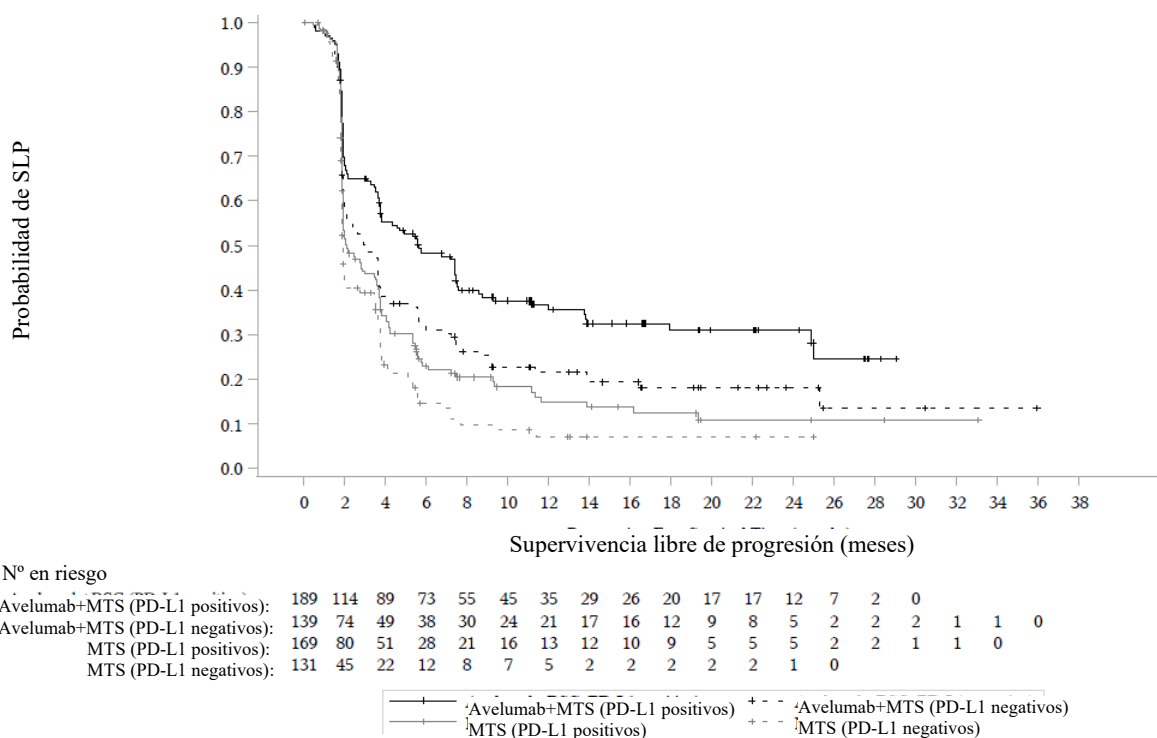 Probabilidad de SLP
1.0
0.9
0.8
0.7
0.6
0.5
0.4
0.3
0.2
0.1
0.0
0 2 4 6 8 10 12 14 16 18 20 22 24 26 28 30 32 34 36 38
Supervivencia libre de progresión (meses)
Nº en riesgo
Avelumab+MTS (PD-L1 positivos): 189 114 89 73 55 45 35 29 26 20 17 17 12 7 2 0
Avelumab+MTS (PD-L1 negativos): 139 74 49 38 30 24 21 17 16 12 9 8 5 2 2 2 1 1 0
MTS (PD-L1 positivos): 169 80 51 28 21 16 13 12 10 9 5 5 5 2 2 1 1 0
MTS (PD-L1 negativos): 131 45 22 12 8 7 5 2 2 2 2 2 1 0
Avelumab+MTS (PD-L1 positivos) Avelumab+MTS (PD-L1 negativos)
MTS (PD-L1 positivos) MTS (PD-L1 negativos)